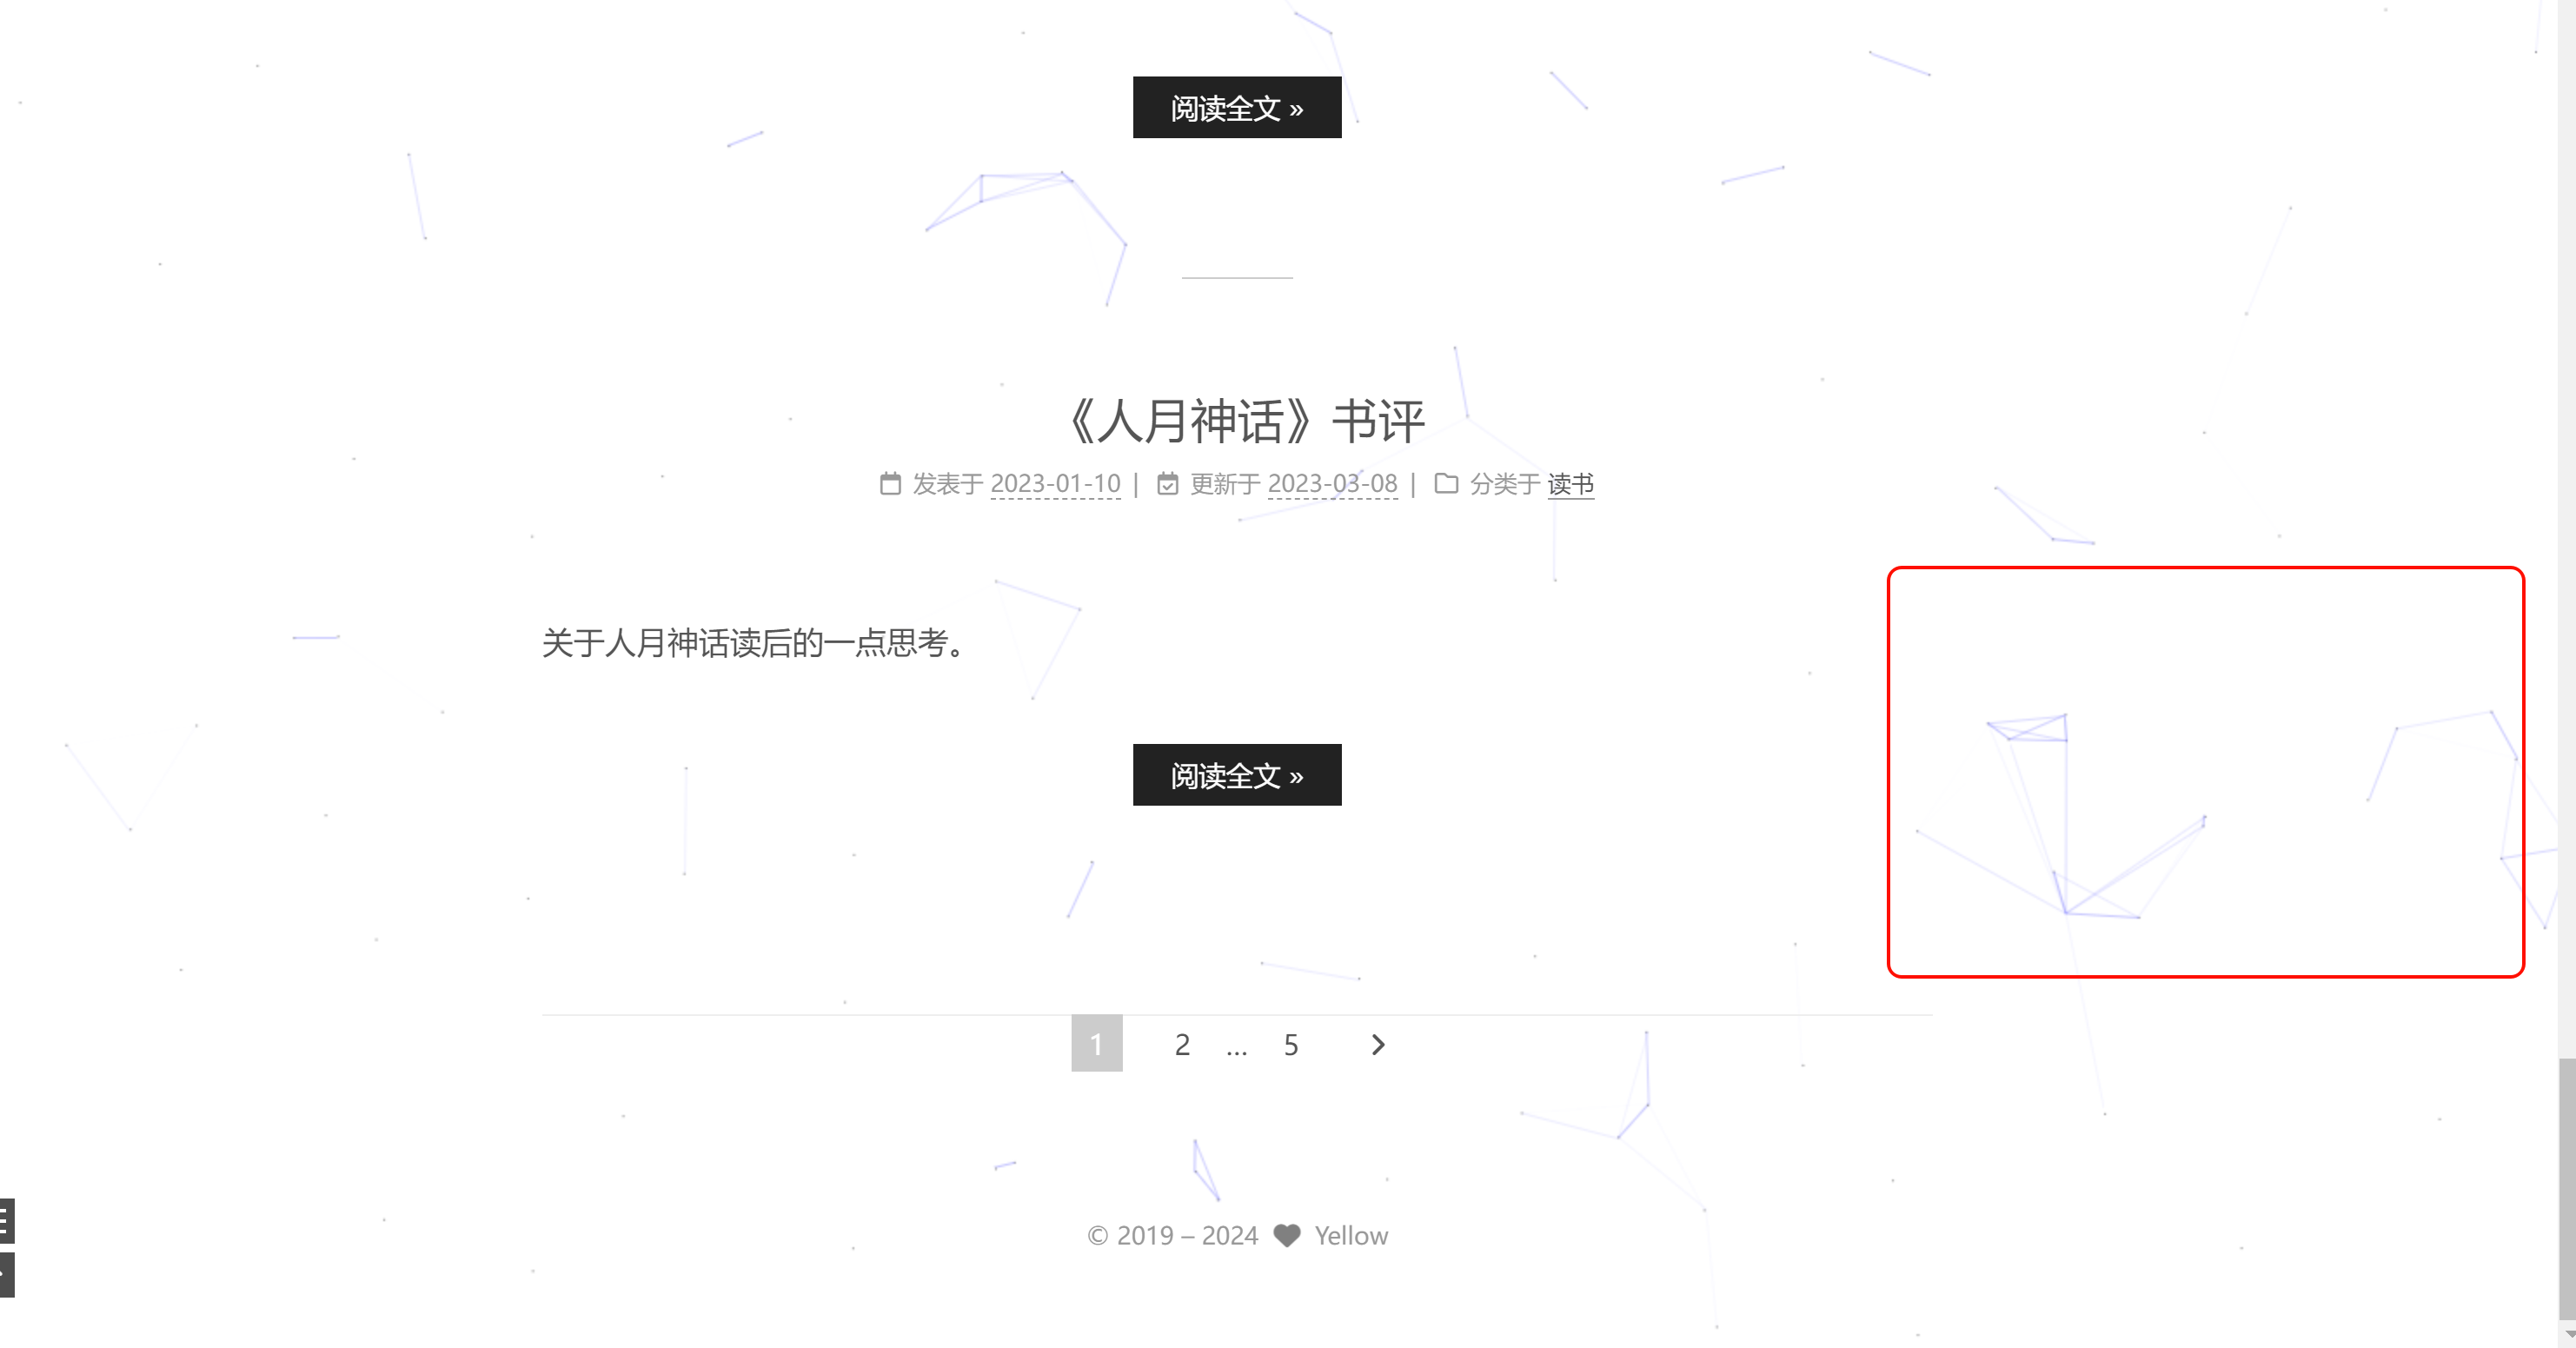 阅读全文 »
《人月神话》书评
发表于 2023-01-10 | 更新于 2023-03-08 | 分类于 读书
关于人月神话读后的一点思考。
阅读全文 »
1 2 … 5
© 2019 – 2024 Yellow